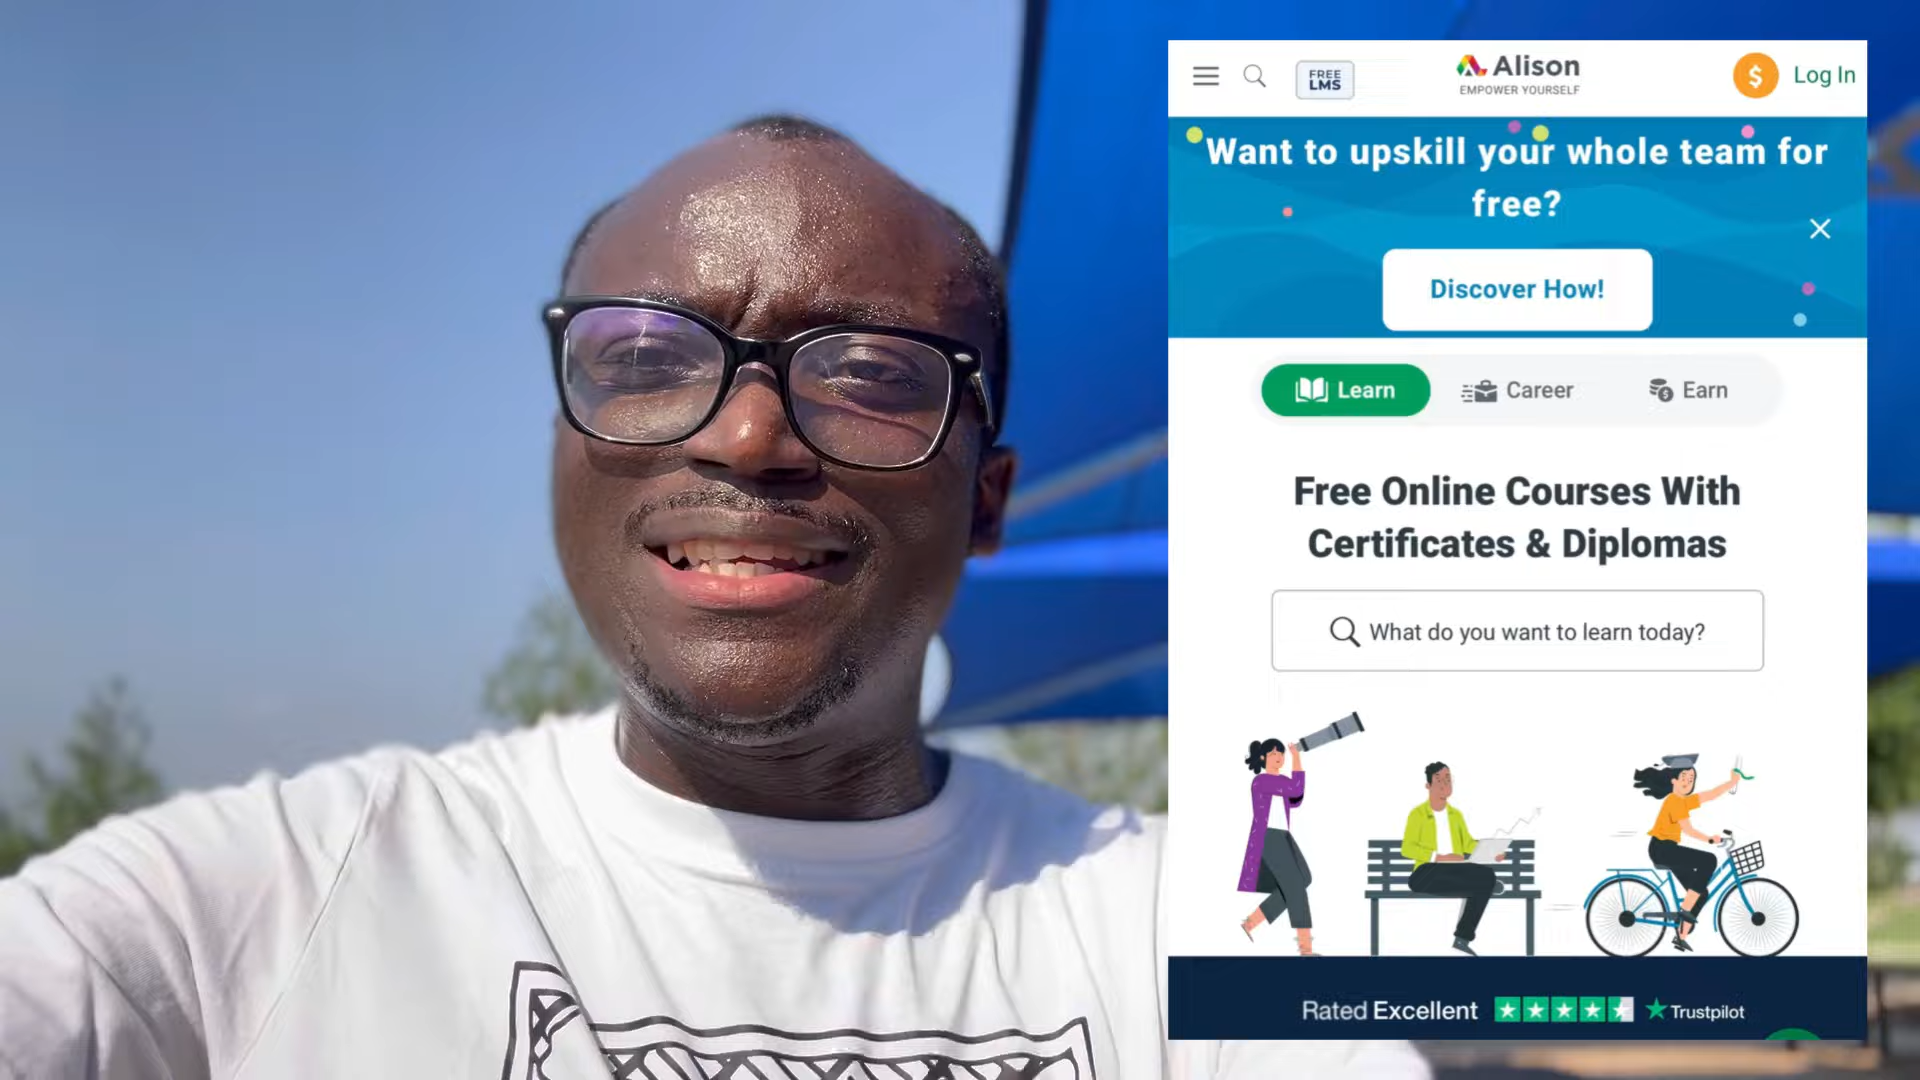 FREE
LMS
Alison
EMPOWER YOURSELF
$
Log In
Want to upskill your whole team for
free?
Discover How!
Learn
Career
Earn
Free Online Courses With
Certificates & Diplomas
What do you want to learn today?
Rated Excellent
Trustpilot